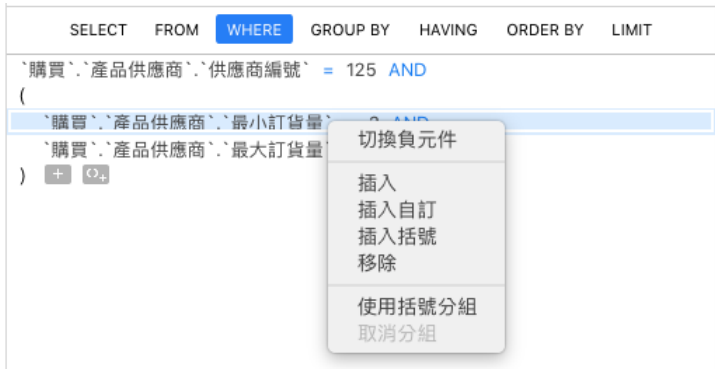 SELECT FROM WHERE GROUP BY HAVING ORDER BY LIMIT
`購買`.`產品供應商`.`供應商編號` = 125 AND
(
`購買`.`產品供應商`.`最小訂貨量` AND
`購買`.`產品供應商`.`最大訂貨量`
)
切換負元件
插入
插入自訂
插入括號
移除
使用括號分組
取消分組